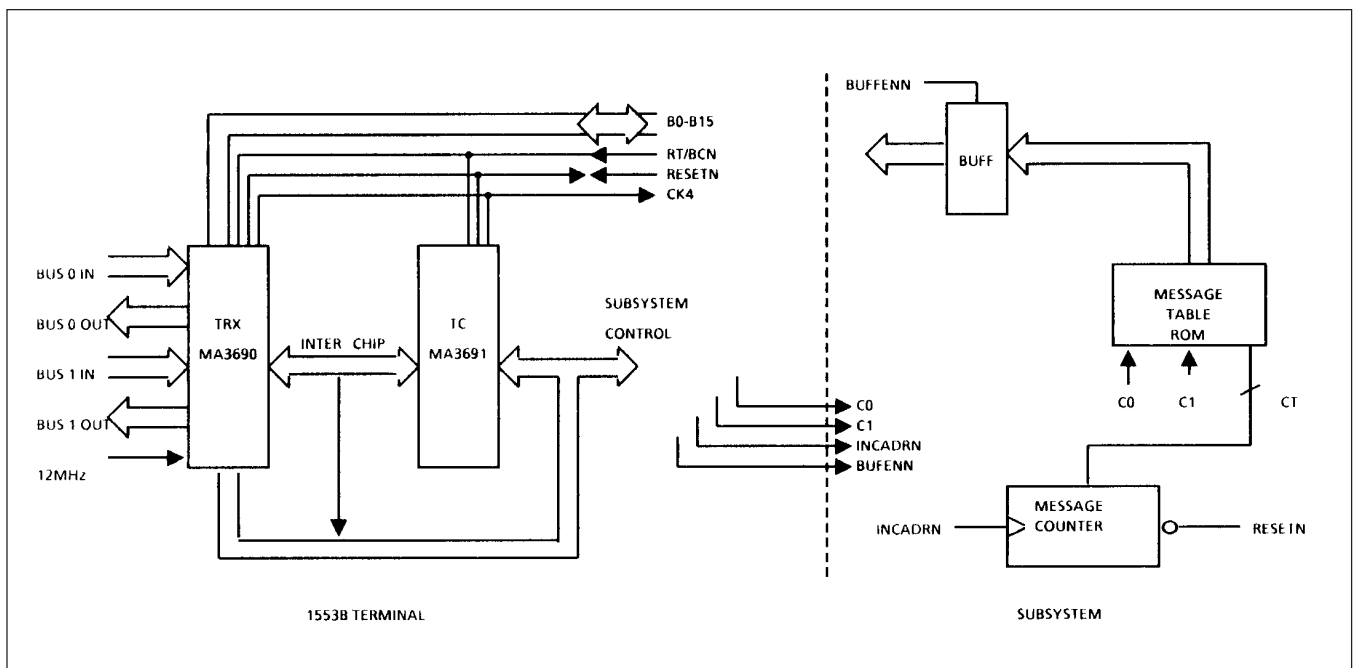 BUFFENN
B0-B15
BUFF
RT/BCN
RESETN
CK4
BUS 0 IN
BUS 0 OUT
TRX
MA3690
INTER CHIP
TC
MA3691
SUBSYSTEM
CONTROL
MESSAGE
TABLE
ROM
BUS 1 IN
BUS 1 OUT
12MHz
C0
C1
INCADRN
BUFENN
C0
C1
CT
MESSAGE
COUNTER
INCADRN
RESETN
1553B TERMINAL
SUBSYSTEM